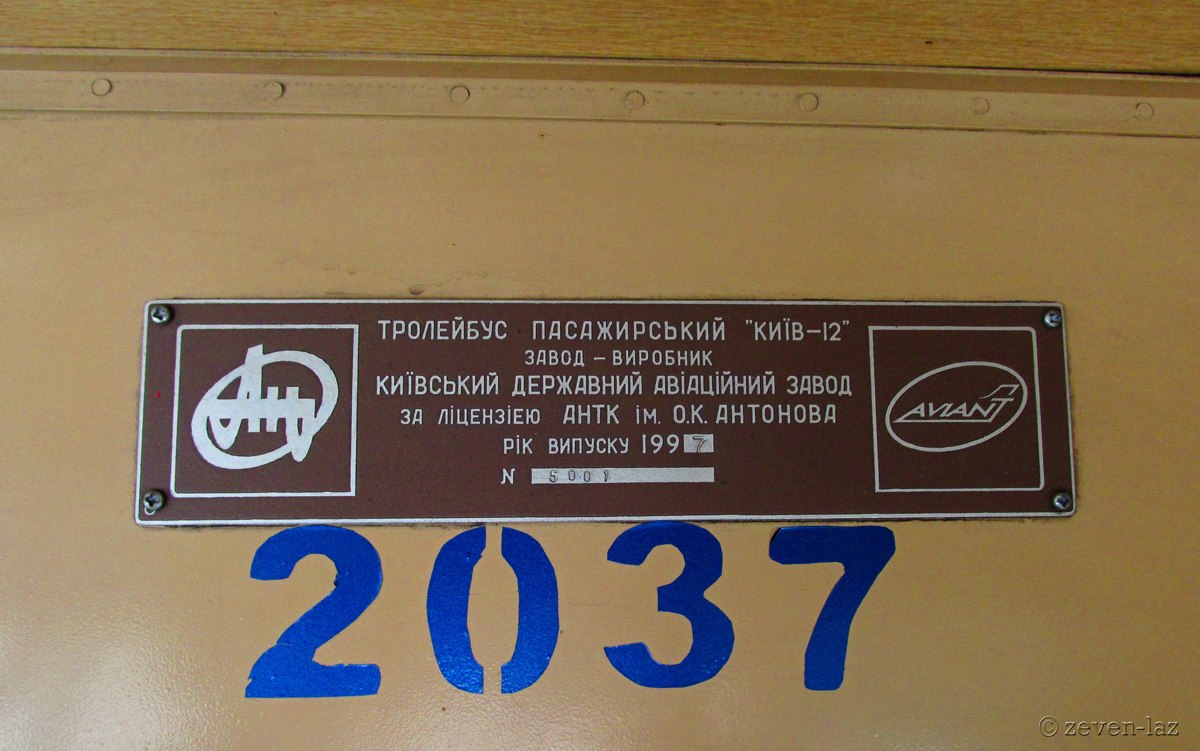 ТРОЛЕЙБУС ПАСАЖИРСЬКИЙ "КИЇВ–12"
ЗАВОД – ВИРОБНИК
КИЇВСЬКИЙ ДЕРЖАВНИЙ АВІАЦІЙНИЙ ЗАВОД
ЗА ЛІЦЕНЗІЄЮ АНТК ІМ. О.К. АНТОНОВА
РІК ВИПУСКУ 1997
N 5001
Ан
AVIANT
2037
© zeven-laz